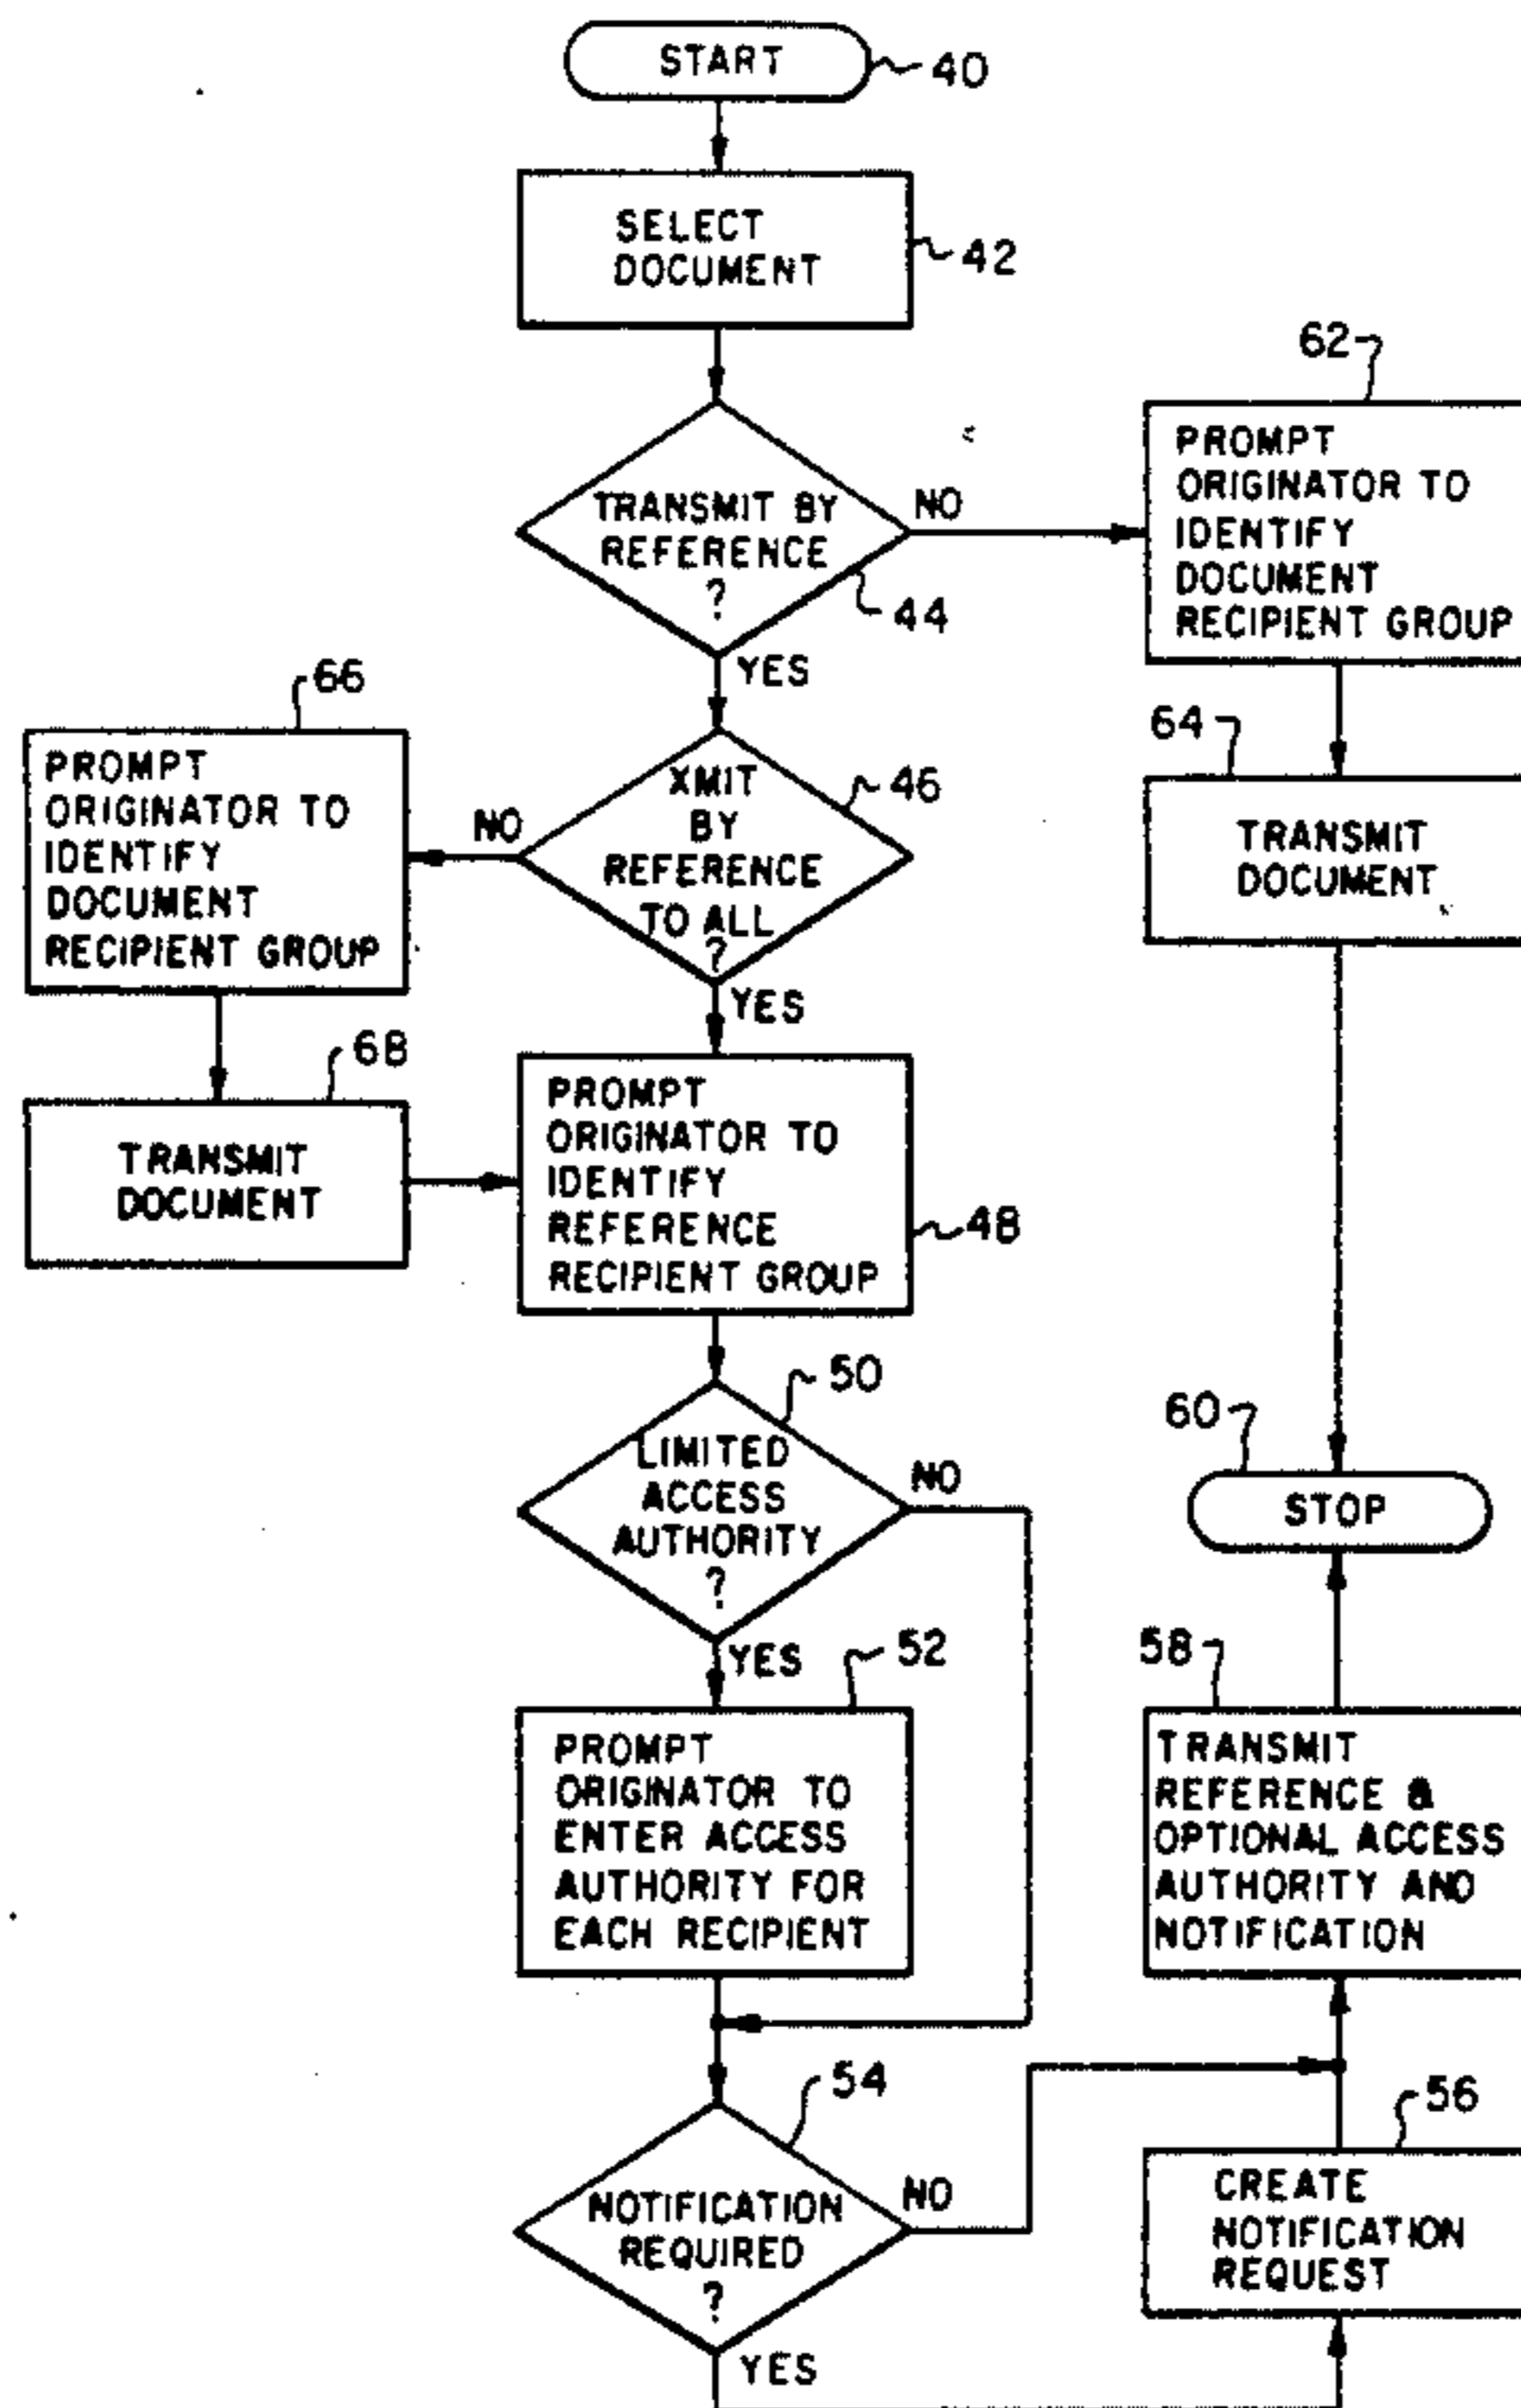 START
40
SELECT
DOCUMENT
42
TRANSMIT BY
REFERENCE
?
44
NO
YES
62
PROMPT
ORIGINATOR TO
IDENTIFY
DOCUMENT
RECIPIENT GROUP
64
TRANSMIT
DOCUMENT
66
PROMPT
ORIGINATOR TO
IDENTIFY
DOCUMENT
RECIPIENT GROUP
NO
XMIT
BY
REFERENCE
TO ALL
?
46
YES
68
TRANSMIT
DOCUMENT
PROMPT
ORIGINATOR TO
IDENTIFY
REFERENCE
RECIPIENT GROUP
48
50
LIMITED
ACCESS
AUTHORITY
?
NO
YES
60
STOP
52
PROMPT
ORIGINATOR TO
ENTER ACCESS
AUTHORITY FOR
EACH RECIPIENT
58
TRANSMIT
REFERENCE &
OPTIONAL ACCESS
AUTHORITY AND
NOTIFICATION
54
NOTIFICATION
REQUIRED
?
NO
YES
56
CREATE
NOTIFICATION
REQUEST